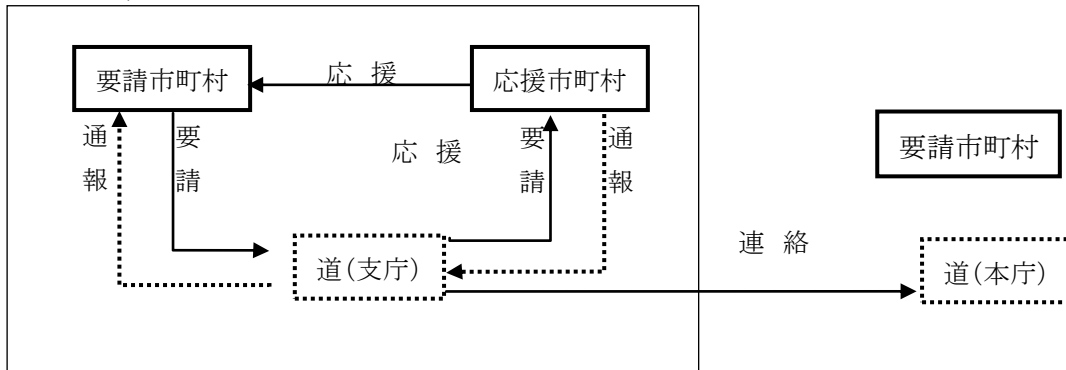 要請市町村
応 援
応援市町村
通報
要請
応 援
要請
通報
要請市町村
連 絡
道(支庁)
道(本庁)